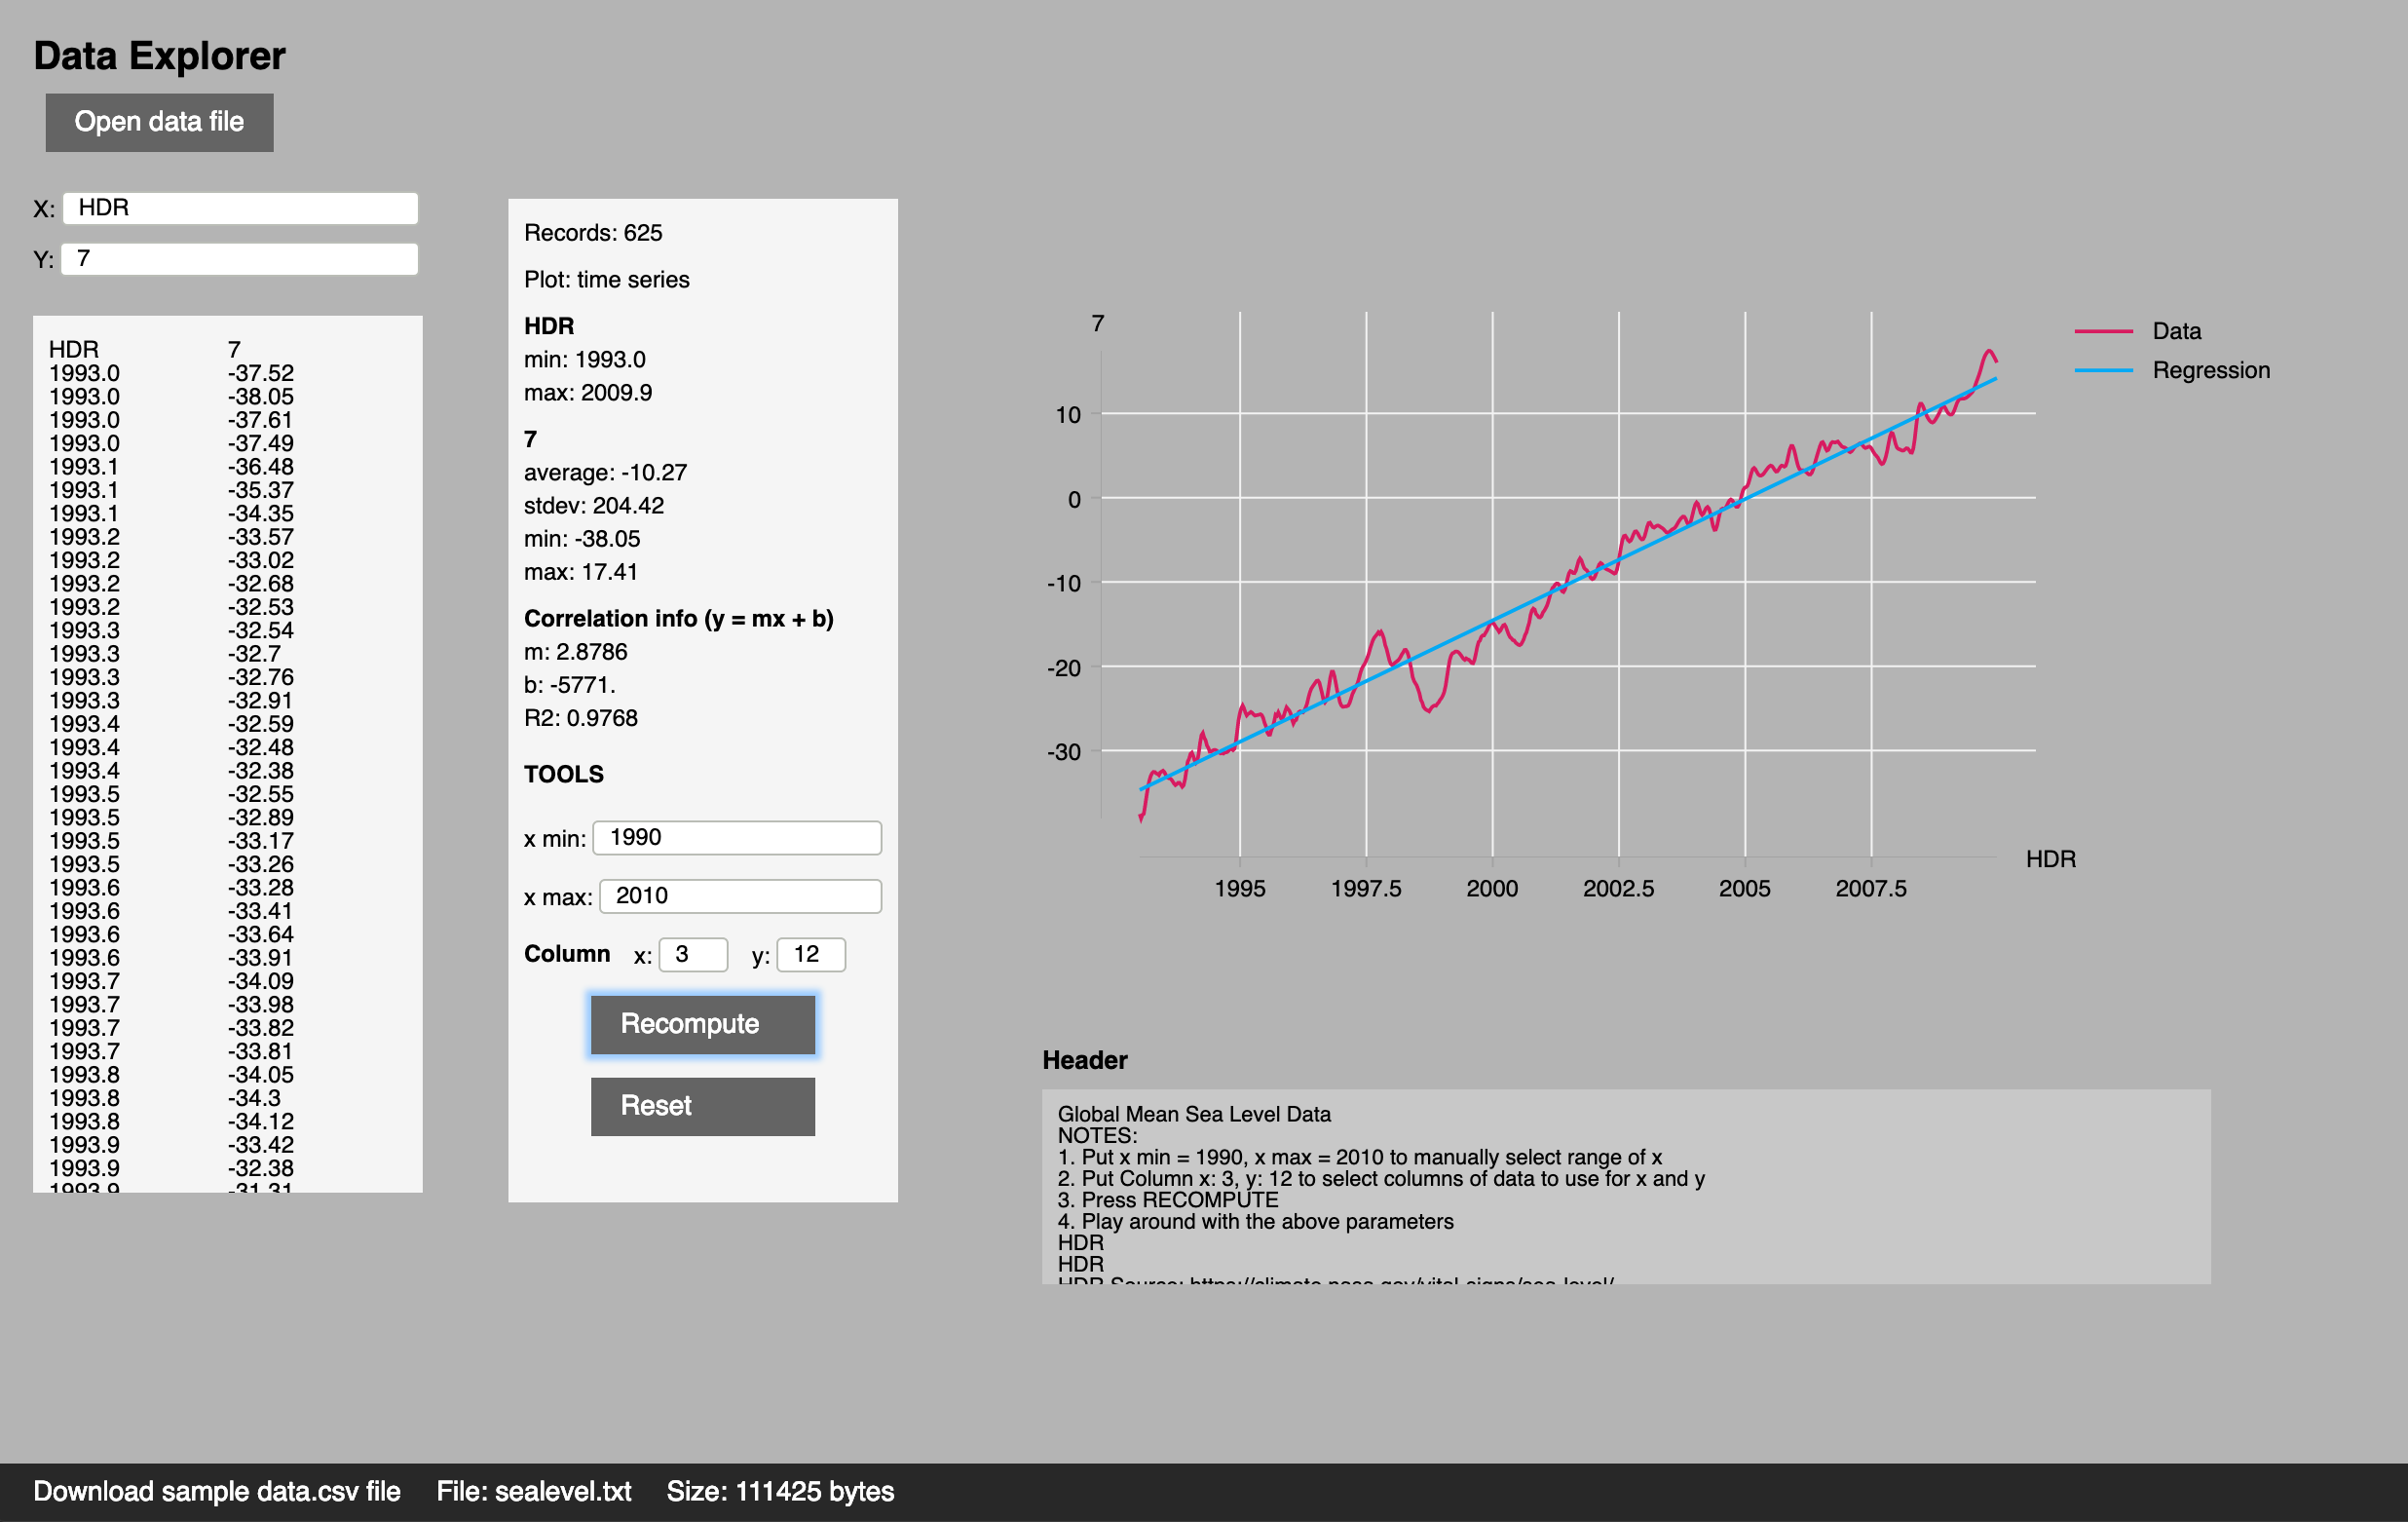 Data Explorer
Open data file
X: HDR
Y: 7
HDR 7
1993.0 -37.52
1993.0 -38.05
1993.0 -37.61
1993.0 -37.49
1993.1 -36.48
1993.1 -35.37
1993.1 -34.35
1993.2 -33.57
1993.2 -33.02
1993.2 -32.68
1993.2 -32.53
1993.3 -32.54
1993.3 -32.7
1993.3 -32.76
1993.3 -32.91
1993.4 -32.59
1993.4 -32.48
1993.4 -32.38
1993.5 -32.55
1993.5 -32.89
1993.5 -33.17
1993.5 -33.26
1993.6 -33.28
1993.6 -33.41
1993.6 -33.64
1993.6 -33.91
1993.7 -34.09
1993.7 -33.98
1993.7 -33.82
1993.7 -33.81
1993.8 -34.05
1993.8 -34.3
1993.8 -34.12
1993.9 -33.42
1993.9 -32.38
1993.9 -31.31
Records: 625
Plot: time series
HDR
min: 1993.0
max: 2009.9
7
average: -10.27
stdev: 204.42
min: -38.05
max: 17.41
Correlation info (y = mx + b)
m: 2.8786
b: -5771.
R2: 0.9768
TOOLS
x min: 1990
x max: 2010
Column x: 3 y: 12
Recompute
Reset
7
10
0
-10
-20
-30
1995 1997.5 2000 2002.5 2005 2007.5
HDR
Data
Regression
Header
Global Mean Sea Level Data
NOTES:
1. Put x min = 1990, x max = 2010 to manually select range of x
2. Put Column x: 3, y: 12 to select columns of data to use for x and y
3. Press RECOMPUTE
4. Play around with the above parameters
HDR
HDR
HDR Source: https://climate.nasa.gov/vital-signs/sea-level/
Download sample data.csv file File: sealevel.txt Size: 111425 bytes